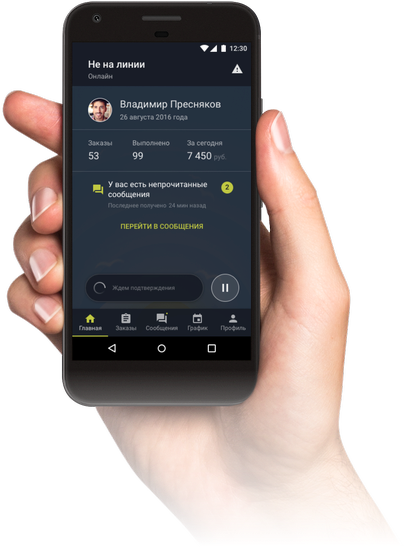 12:30
Не на линии
Онлайн
Владимир Пресняков
26 августа 2016 года
Заказы Выполнено За сегодня
53 99 7 450 руб.
У вас есть непрочитанные
сообщения
2
Последнее получено 24 мин назад
ПЕРЕЙТИ В СООБЩЕНИЯ
Ждем подтверждения
Главная Заказы Сообщения График Профиль